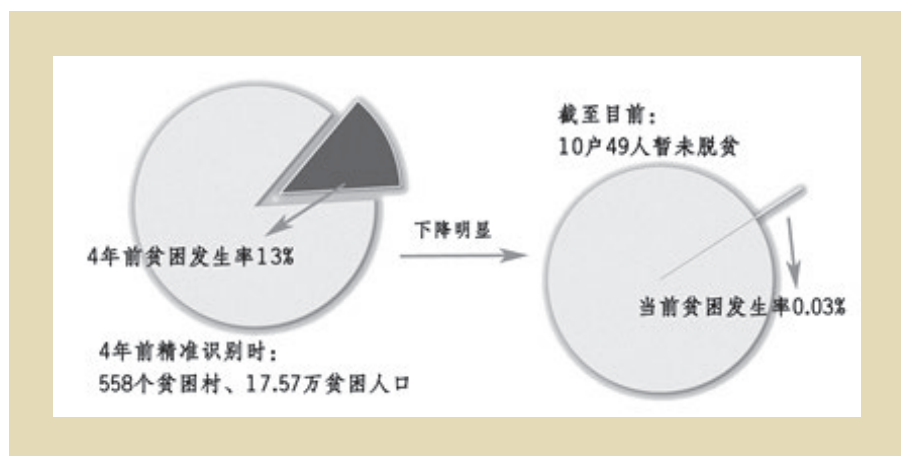 4年前贫困发生率13%
4年前精准识别时：
558个贫困村、17.57万贫困人口
下降明显
截至目前：
10户49人暂未脱贫
当前贫困发生率0.03%